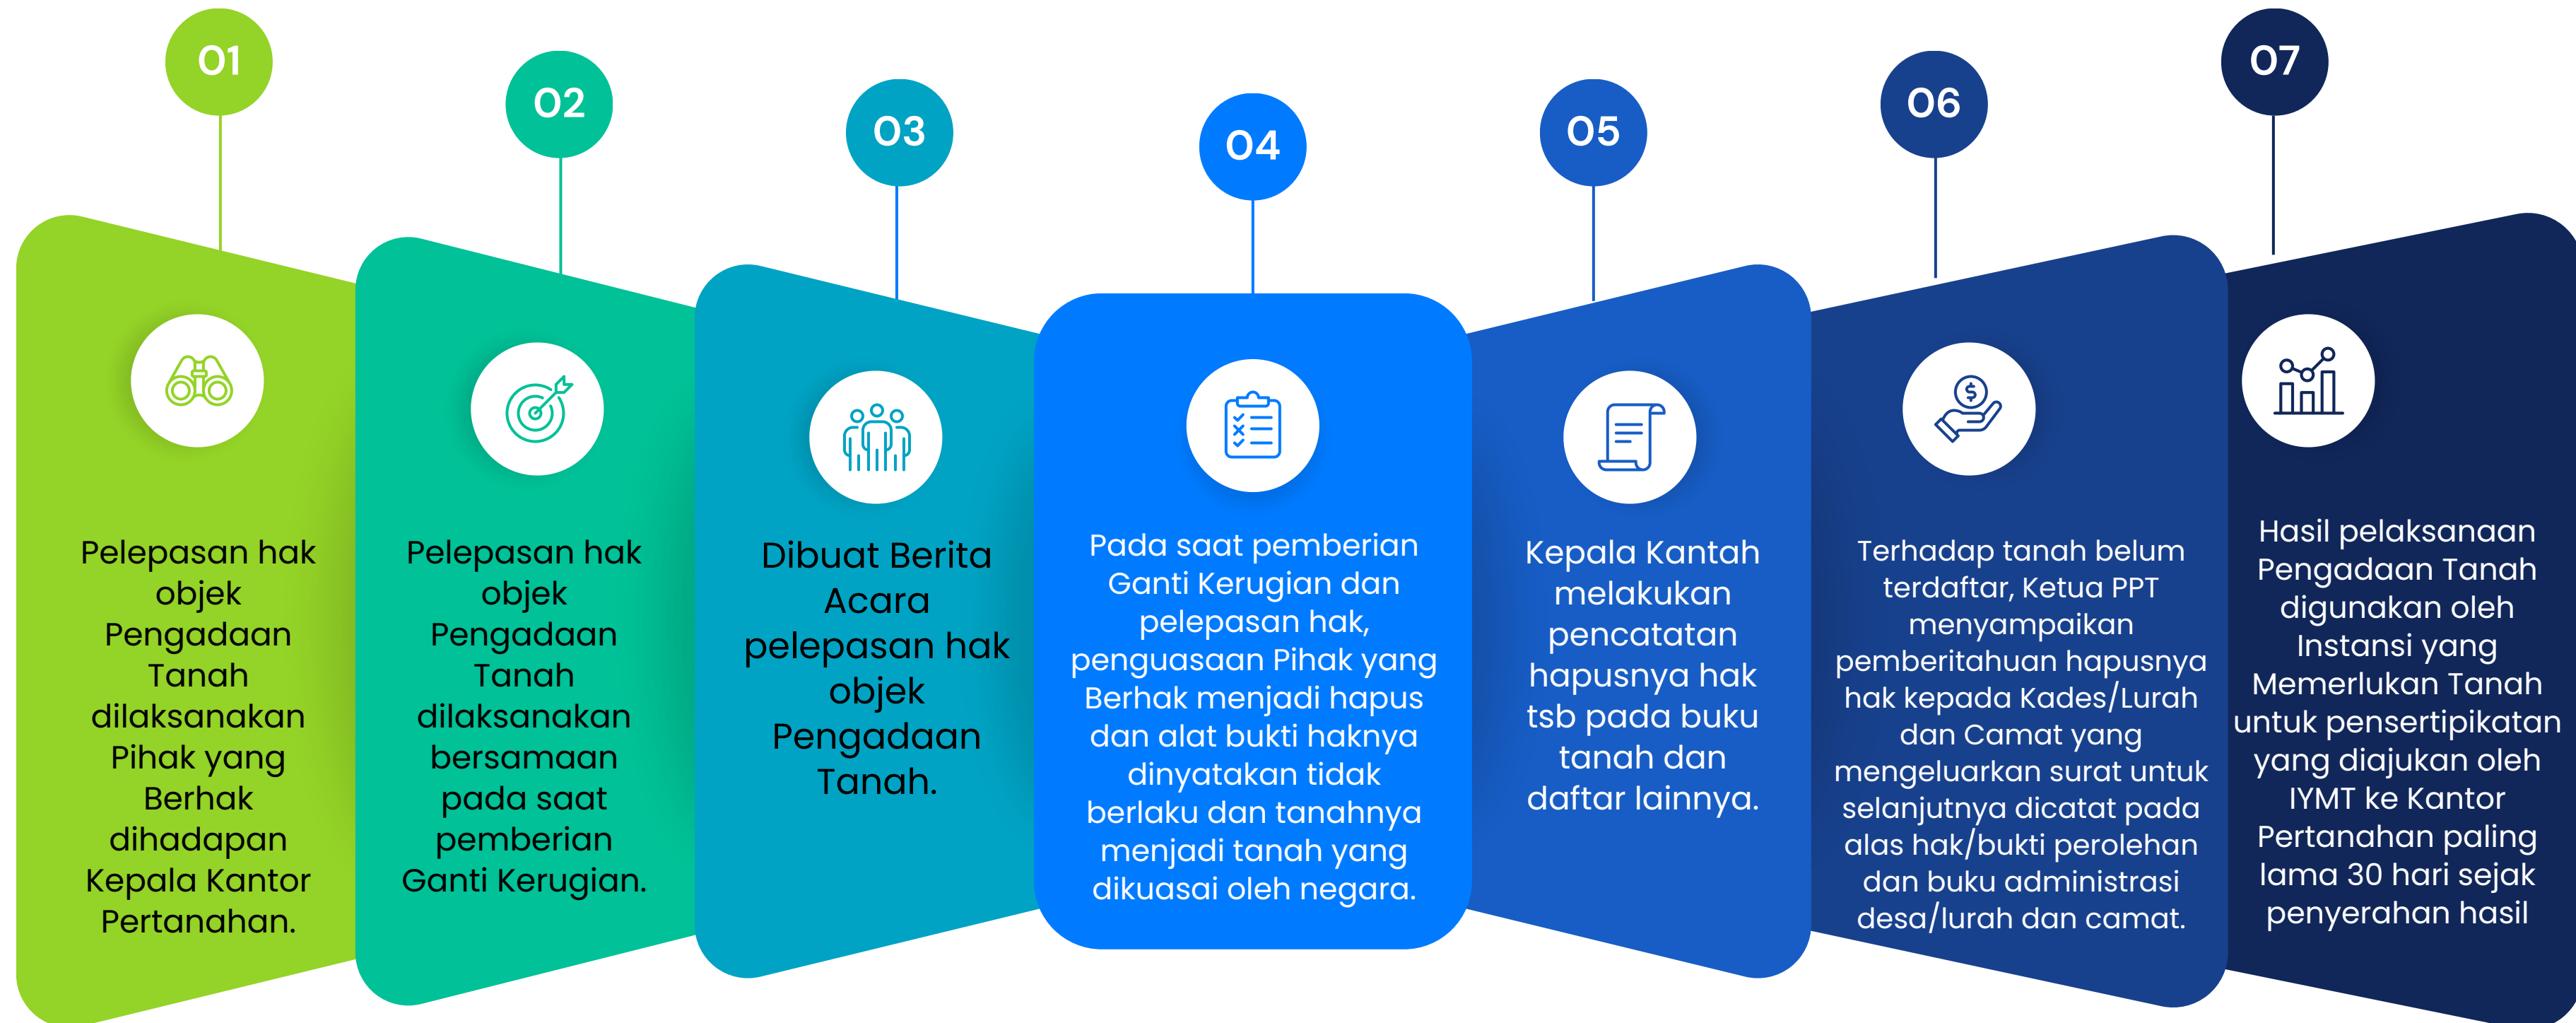 01
Pelepasan hak
objek
Pengadaan
Tanah
dilaksanakan
Pihak yang
Berhak
dihadapan
Kepala Kantor
Pertanahan.
02
Pelepasan hak
objek
Pengadaan
Tanah
dilaksanakan
bersamaan
pada saat
pemberian
Ganti Kerugian.
03
Dibuat Berita
Acara
pelepasan hak
objek
Pengadaan
Tanah.
04
Pada saat pemberian
Ganti Kerugian dan
pelepasan hak,
penguasaan Pihak yang
Berhak menjadi hapus
dan alat bukti haknya
dinyatakan tidak
berlaku dan tanahnya
menjadi tanah yang
dikuasai oleh negara.
05
Kepala Kantah
melakukan
pencatatan
hapusnya hak
tsb pada buku
tanah dan
daftar lainnya.
06
Terhadap tanah belum
terdaftar, Ketua PPT
menyampaikan
pemberitahuan hapusnya
hak kepada Kades/Lurah
dan Camat yang
mengeluarkan surat untuk
selanjutnya dicatat pada
alas hak/bukti perolehan
dan buku administrasi
desa/lurah dan camat.
07
Hasil pelaksanaan
Pengadaan Tanah
digunakan oleh
Instansi yang
Memerlukan Tanah
untuk pensertipikatan
yang diajukan oleh
IYMT ke Kantor
Pertanahan paling
lama 30 hari sejak
penyerahan hasil